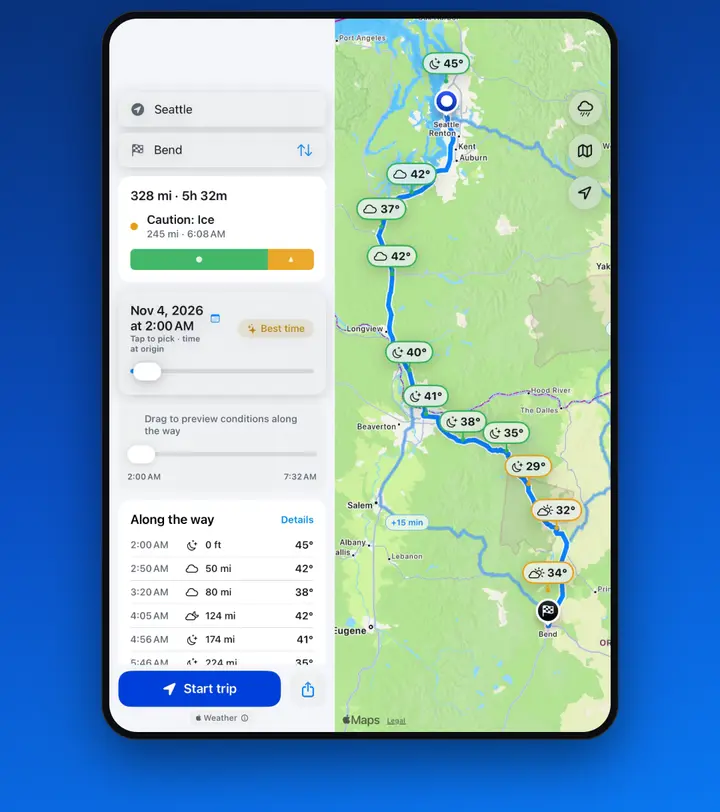 Seattle
Bend
328 mi · 5h 32m
Caution: Ice
245 mi · 6:08 AM
Nov 4, 2026
at 2:00 AM
Tap to pick · time
at origin
Best time
Drag to preview conditions along
the way
2:00 AM
7:32 AM
Along the way
Details
2:00 AM 0 ft 45°
2:50 AM 50 mi 42°
3:20 AM 80 mi 38°
4:05 AM 124 mi 42°
4:56 AM 174 mi 41°
5:46 AM 224 mi 35°
Start trip
Weather
Port Angeles
45°
Seattle
Renton
Kent
Auburn
42°
37°
42°
Yak
Longview
40°
41°
Hood River
The Dalles
38°
35°
Beaverton
29°
32°
Salem
+15 min
Albany
allis
Lebanon
34°
Prin
Eugene
Bend
OR
Maps
Legal